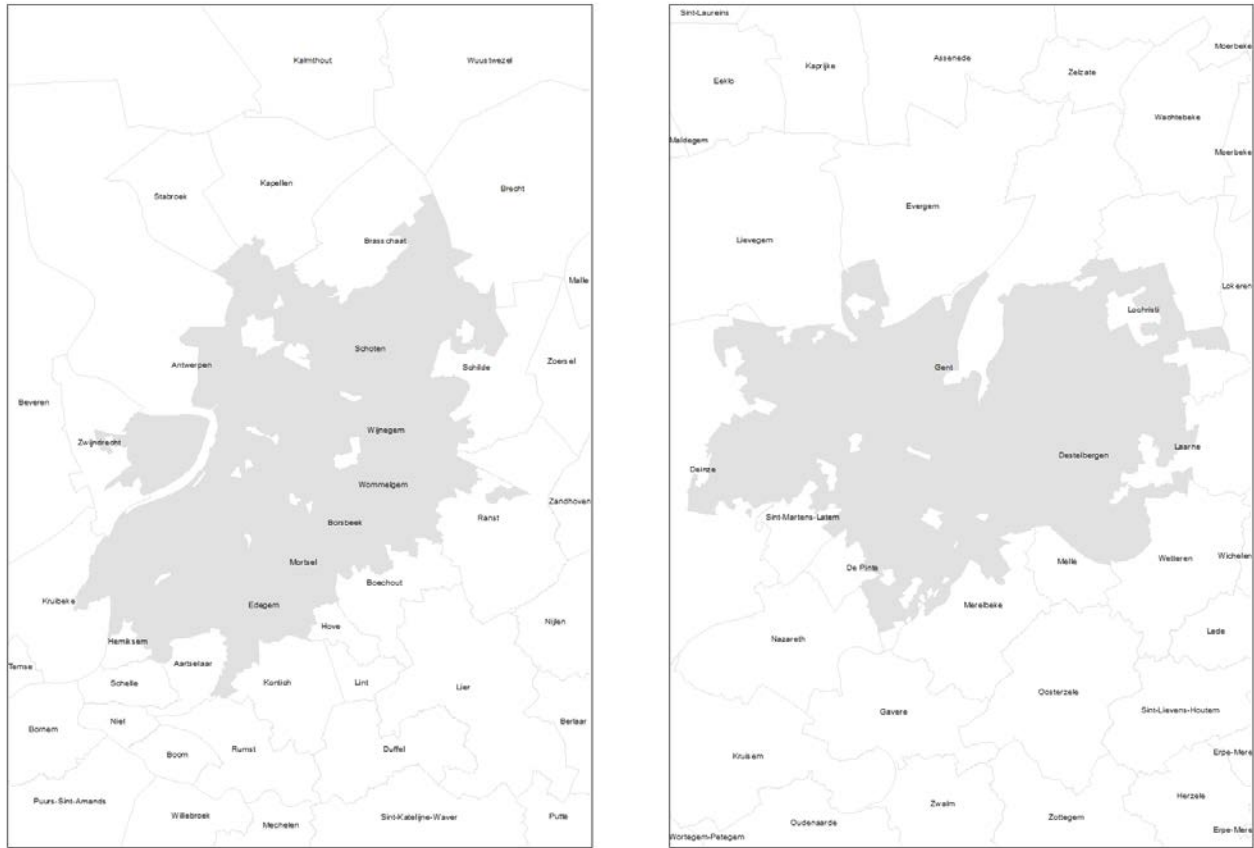 Kalmthout
Wuustwezel
Stabroek
Kapellen
Brecht
Brasschaat
Malle
Antwerpen
Schoten
Schilde
Zoersel
Beveren
Zwijndrecht
Wijnegem
Wommelgem
Zandhoven
Ranst
Borsbeek
Mortsel
Boechout
Kruibeke
Edegem
Hove
Nijlen
Hemiksem
Aartselaar
Temse
Schelle
Kontich
Lint
Lier
Bornem
Niel
Berlaar
Boom
Rumst
Duffel
Puurs-Sint-Amands
Willebroek
Mechelen
Sint-Katelijne-Waver
Putte
Sint-Laureins
Moerbeke
Eeklo
Kaprijke
Assenede
Zelzate
Wachtebeke
Maldegem
Moerbeke
Evergem
Lievegem
Lokeren
Lochristi
Gent
Destelbergen
Laarne
Deinze
Sint-Martens-Latem
De Pinte
Melle
Wetteren
Wichelen
Merelbeke
Nazareth
Lede
Oosterzele
Gavere
Sint-Lievens-Houtem
Kruisem
Erpe-Mere
Zwalm
Herzele
Oudenaarde
Zottegem
Wortegem-Petegem
Erpe-Mere